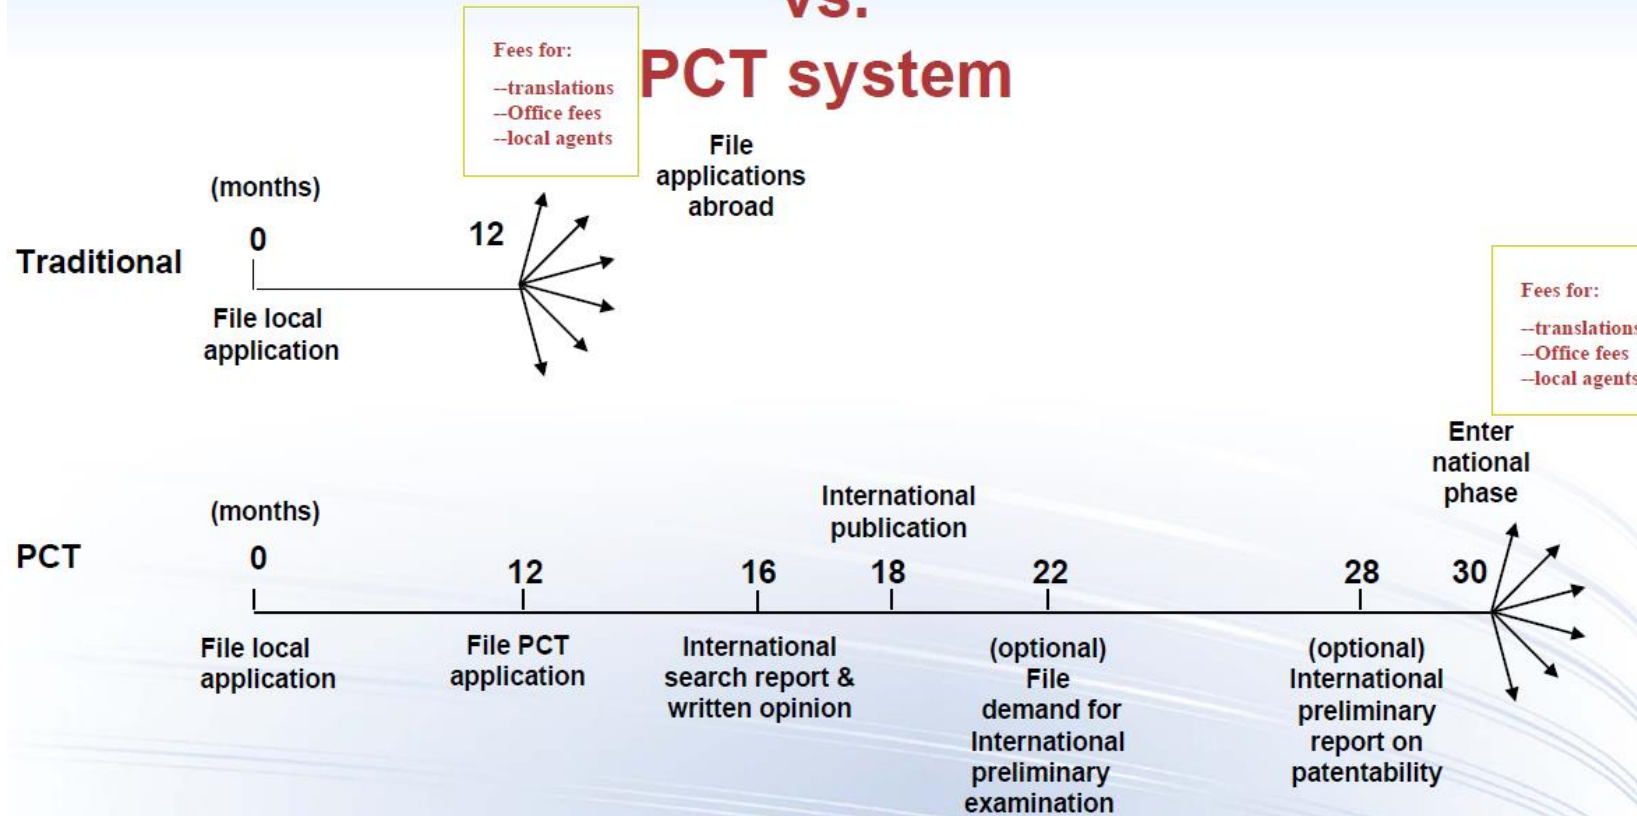 vs.
PCT system
Fees for:
--translations
--Office fees
--local agents
File
applications
abroad
(months)
0
12
Traditional
File local
application
Fees for:
--translations
--Office fees
--local agents
Enter
national
phase
(months)
International
publication
PCT
0
12
16
18
22
28
30
File local
application
File PCT
application
International
search report &
written opinion
(optional)
File
demand for
International
preliminary
examination
(optional)
International
preliminary
report on
patentability